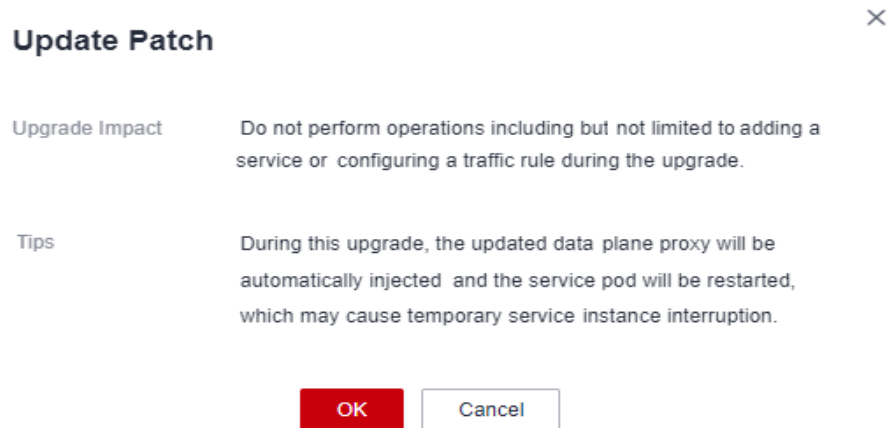 Update Patch
Upgrade Impact Do not perform operations including but not limited to adding a
service or configuring a traffic rule during the upgrade.
Tips During this upgrade, the updated data plane proxy will be
automatically injected and the service pod will be restarted,
which may cause temporary service instance interruption.
OK Cancel